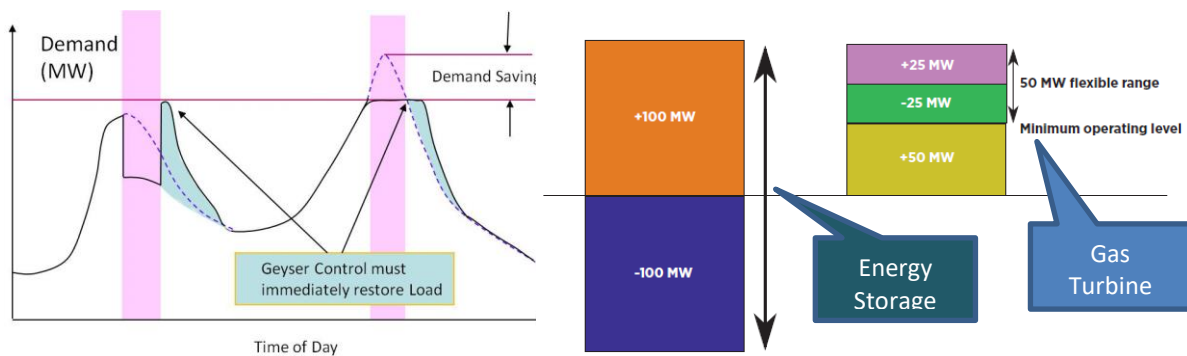 Demand
(MW)
Demand Saving
Geyser Control must
immediately restore Load
Time of Day
+100 MW
-100 MW
+25 MW
-25 MW
+50 MW
50 MW flexible range
Minimum operating level
Energy
Storage
Gas
Turbine